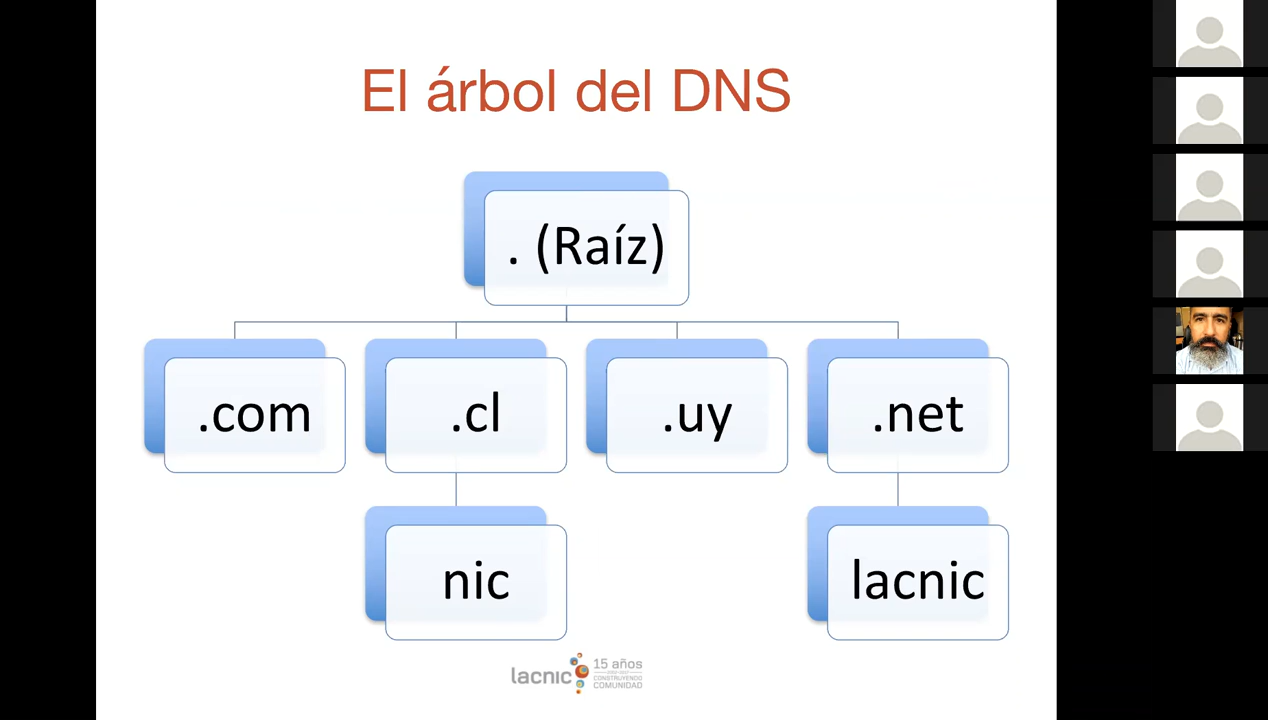 El árbol del DNS
. (Raíz)
.com
.cl
.uy
.net
nic
lacnic
lacnic
15 años
CONSTRUYENDO
COMUNIDAD